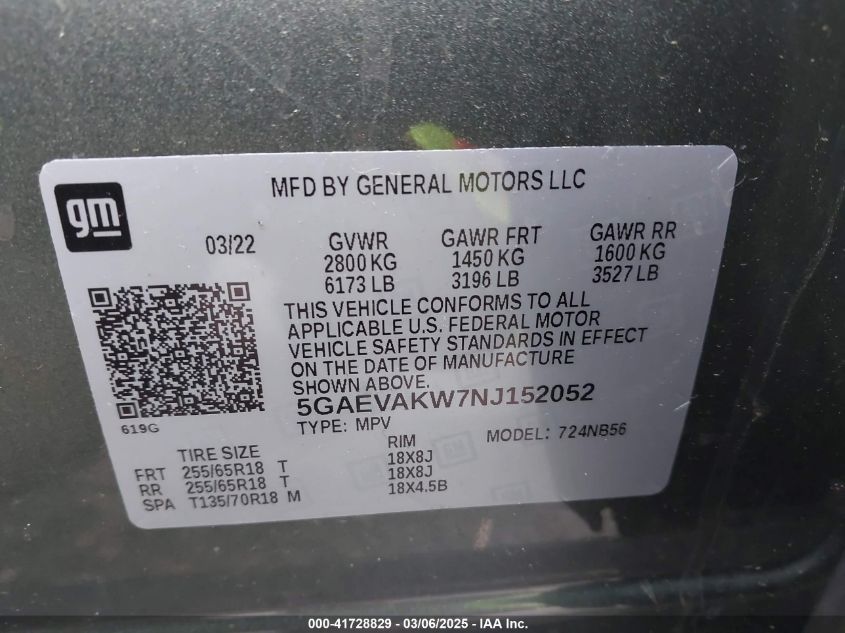 MFD BY GENERAL MOTORS LLC
gm
03/22 GVWR GAWR FRT GAWR RR
2800 KG 1450 KG 1600 KG
6173 LB 3196 LB 3527 LB
THIS VEHICLE CONFORMS TO ALL
APPLICABLE U.S. FEDERAL MOTOR
VEHICLE SAFETY STANDARDS IN EFFECT
ON THE DATE OF MANUFACTURE
SHOWN ABOVE.
5GAEVAKW7NJ152052
619G
TYPE: MPV MODEL: 724NB56
TIRE SIZE RIM
FRT 255/65R18 T 18X8J
RR 255/65R18 T 18X8J
SPA T135/70R18 M 18X4.5B
000-41728829 - 03/06/2025 - IAA Inc.